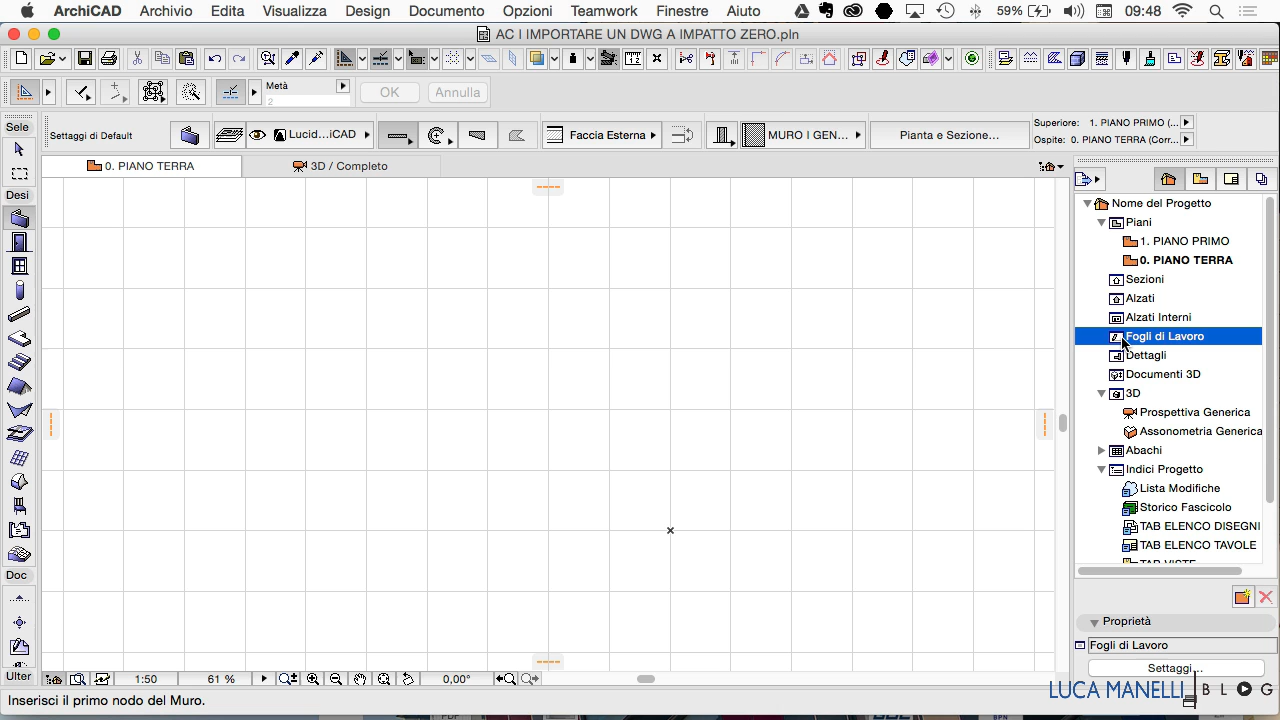 ArchiCAD Archivio Edita Visualizza Design Documento Opzioni Teamwork Finestre Aiuto 59% 09:48
AC I IMPORTARE UN DWG A IMPATTO ZERO.pln
Metà
2
OK
Annulla
Sele
Settaggi di Default
Lucid...iCAD
Faccia Esterna
MURO I GEN...
Pianta e Sezione...
Superiore: 1. PIANO PRIMO (...
Ospite: 0. PIANO TERRA (Corr...
0. PIANO TERRA
3D / Completo
Desi
Nome del Progetto
Piani
1. PIANO PRIMO
0. PIANO TERRA
Sezioni
Alzati
Alzati Interni
Fogli di Lavoro
Dettagli
Documenti 3D
3D
Prospettiva Generica
Assonometria Generica
Abachi
Indici Progetto
Lista Modifiche
Storico Fascicolo
TAB ELENCO DISEGNI
TAB ELENCO TAVOLE
TAB VISTE
Doc
Proprietà
Fogli di Lavoro
Settaggi...
Ulter
1:50
61 %
0,00°
LUCA MANELLI B L G
Inserisci il primo nodo del Muro.